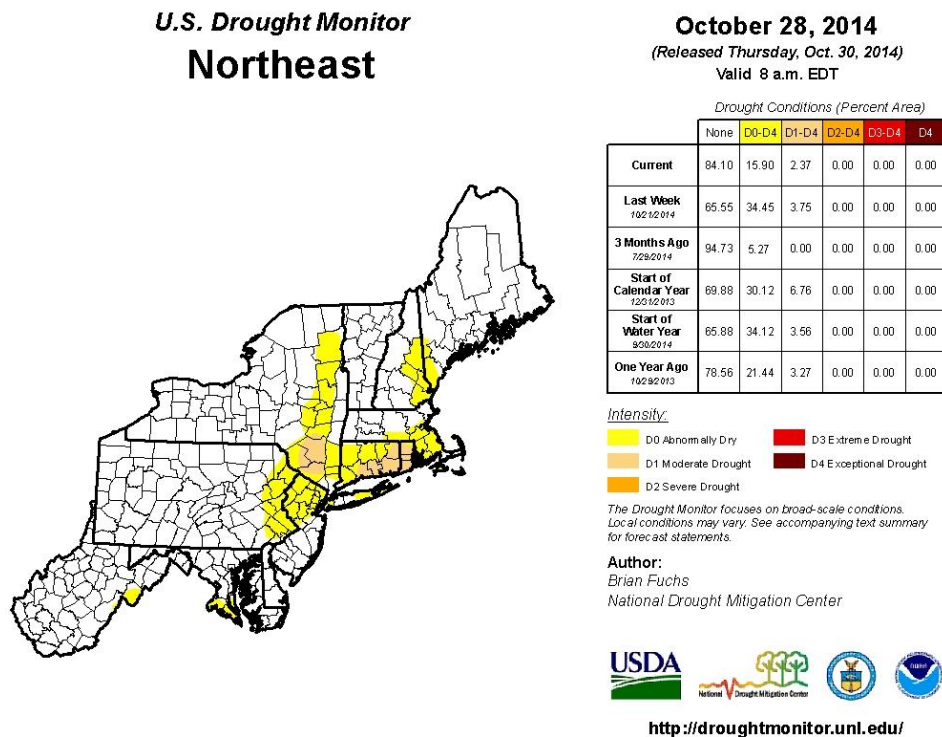 U.S. Drought Monitor
Northeast
October 28, 2014
(Released Thursday, Oct. 30, 2014)
Valid 8 a.m. EDT
Drought Conditions (Percent Area)
None D0-D4 D1-D4 D2-D4 D3-D4 D4
Current 84.10 15.90 2.37 0.00 0.00 0.00
Last Week
10/21/2014
65.55 34.45 3.75 0.00 0.00 0.00
3 Months Ago
7/29/2014
94.73 5.27 0.00 0.00 0.00 0.00
Start of
Calendar Year
12/31/2013
69.88 30.12 6.76 0.00 0.00 0.00
Start of
Water Year
9/30/2014
65.88 34.12 3.56 0.00 0.00 0.00
One Year Ago
10/29/2013
78.56 21.44 3.27 0.00 0.00 0.00
Intensity:
D0 Abnormally Dry
D1 Moderate Drought
D2 Severe Drought
D3 Extreme Drought
D4 Exceptional Drought
The Drought Monitor focuses on broad-scale conditions.
Local conditions may vary. See accompanying text summary
for forecast statements.
Author:
Brian Fuchs
National Drought Mitigation Center
USDA
National Drought Mitigation Center
noaa
http://droughtmonitor.unl.edu/